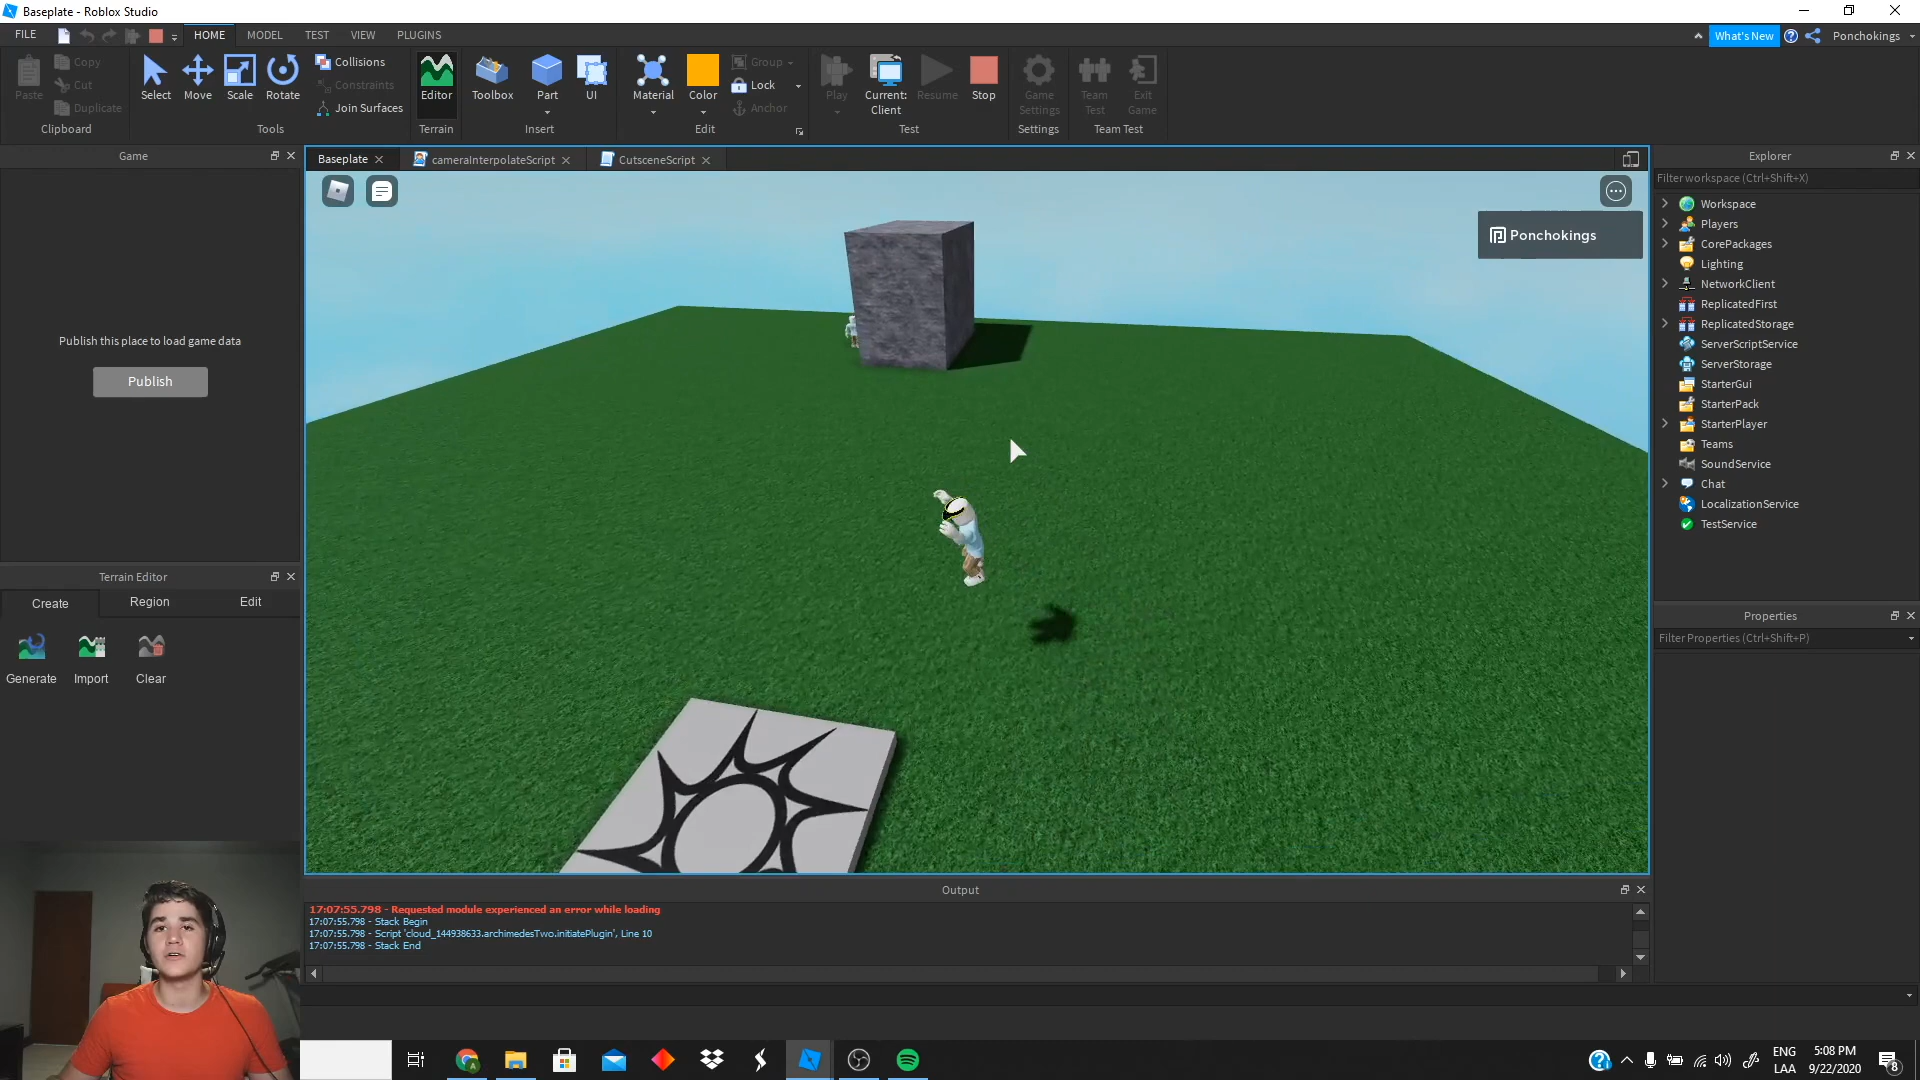 Baseplate - Roblox Studio
FILE
HOME
MODEL
TEST
VIEW
PLUGINS
What's New
Ponchokings
Paste
Copy
Cut
Duplicate
Clipboard
Select
Move
Scale
Rotate
Collisions
Constraints
Join Surfaces
Tools
Editor
Terrain
Toolbox
Part
UI
Insert
Material
Color
Group
Lock
Anchor
Edit
Play
Current:
Client
Resume
Stop
Test
Game
Settings
Settings
Team
Test
Exit
Game
Team Test
Game
Publish this place to load game data
Publish
Terrain Editor
Create
Region
Edit
Generate
Import
Clear
Baseplate
cameraInterpolateScript
CutsceneScript
Ponchokings
Output
17:07:55.798 - Requested module experienced an error while loading
17:07:55.798 - Stack Begin
17:07:55.798 - Script 'cloud_144938633.archimedesTwo.initiatePlugin', Line 10
17:07:55.798 - Stack End
Explorer
Filter workspace (Ctrl+Shift+X)
Workspace
Players
CorePackages
Lighting
NetworkClient
ReplicatedFirst
ReplicatedStorage
ServerScriptService
ServerStorage
StarterGui
StarterPack
StarterPlayer
Teams
SoundService
Chat
LocalizationService
TestService
Properties
Filter Properties (Ctrl+Shift+P)
ENG
LAA
5:08 PM
9/22/2020
8